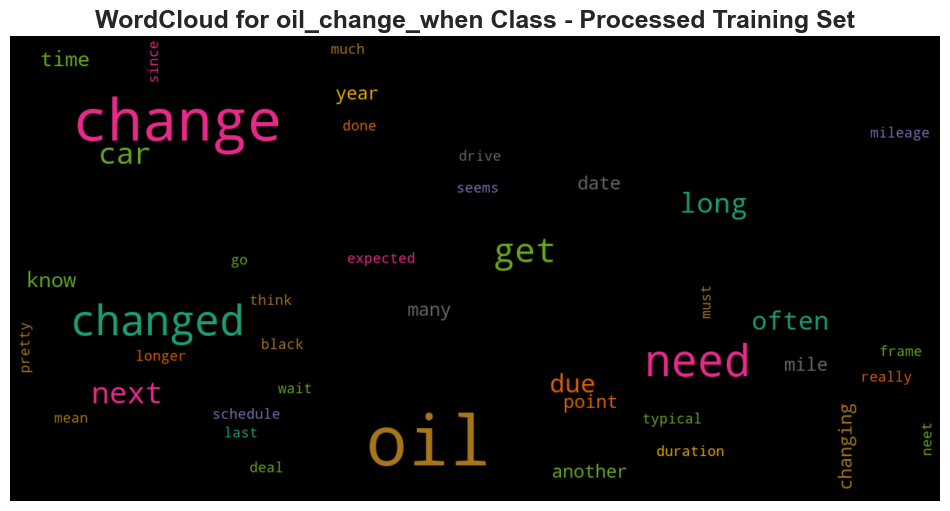 WordCloud for oil_change_when Class - Processed Training Set
time
since
much
year
change
done
car
mileage
drive
date
seems
long
get
go
expected
know
think
many
must
changed
often
pretty
black
longer
need
mile
frame
next
wait
due
point
really
mean
schedule
last
typical
changing
neet
oil
duration
deal
another